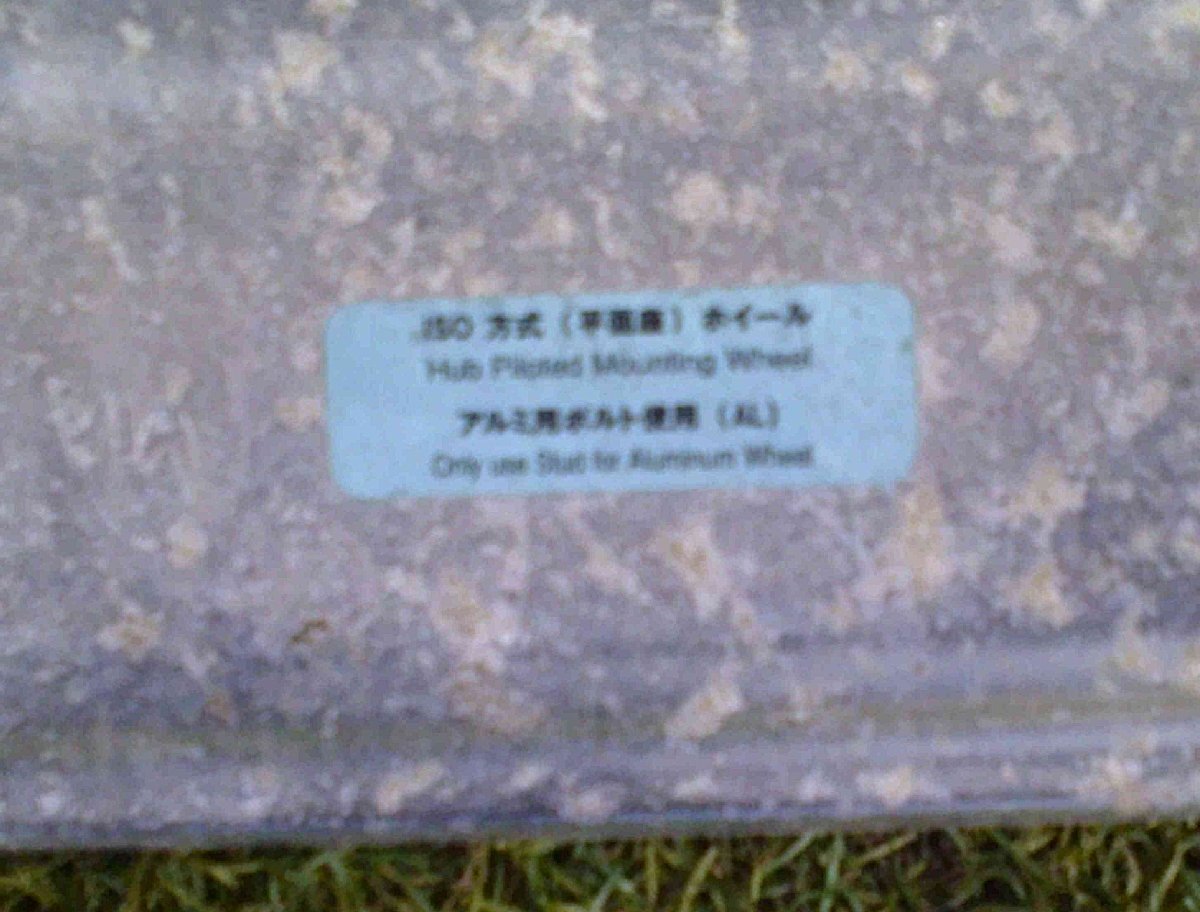 ISO 方式（平面座）ホイール
Hub Piloted Mounting Wheel
アルミ用ボルト使用（AL）
Only use Stud for Aluminum Wheel